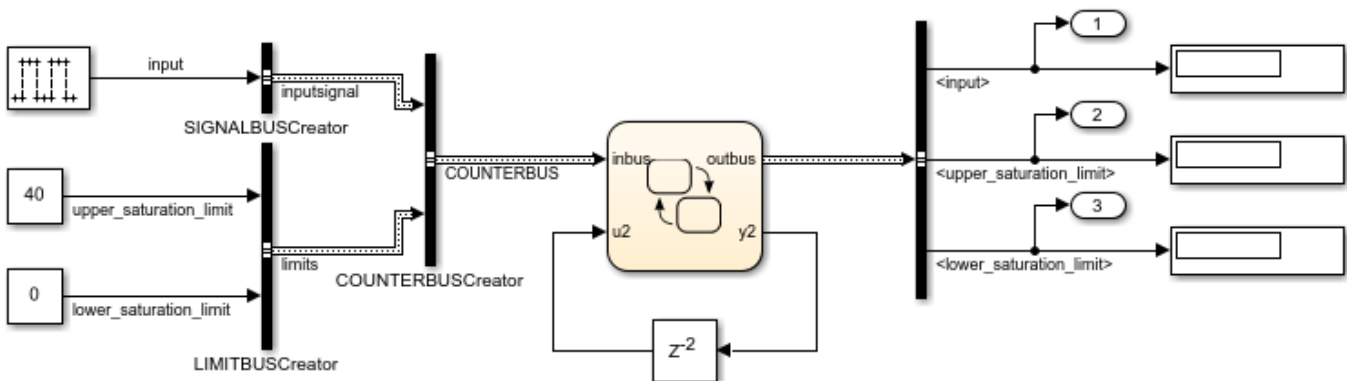 input
inputsignal
SIGNALBUSCreator
40
upper_saturation_limit
0
lower_saturation_limit
limits
LIMITBUSCreator
COUNTERBUS
COUNTERBUSCreator
inbus
outbus
u2
y2
Z-2
1
<input>
2
<upper_saturation_limit>
3
<lower_saturation_limit>